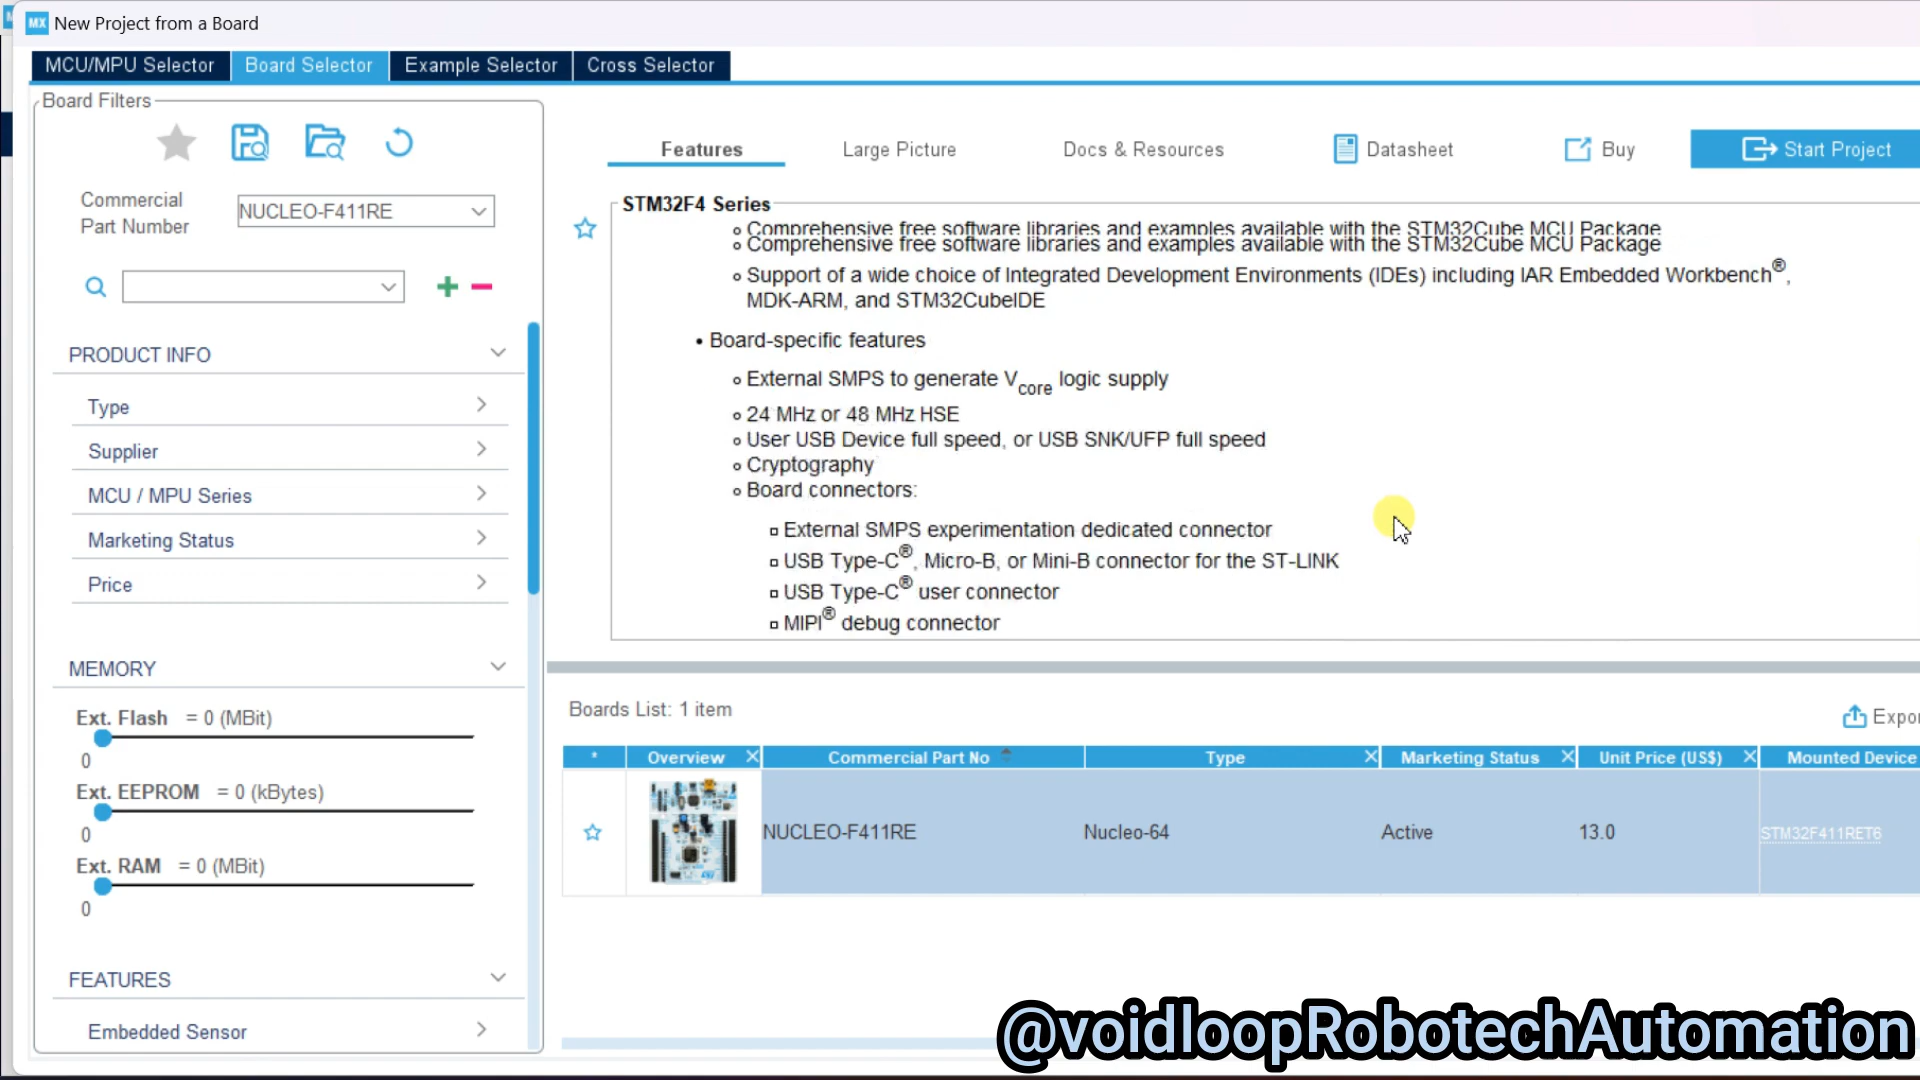 MX New Project from a Board
MCU/MPU Selector Board Selector Example Selector Cross Selector
Board Filters
Commercial
Part Number
NUCLEO-F411RE
PRODUCT INFO
Type
Supplier
MCU / MPU Series
Marketing Status
Price
MEMORY
Ext. Flash = 0 (MBit)
0
Ext. EEPROM = 0 (kBytes)
0
Ext. RAM = 0 (MBit)
0
FEATURES
Embedded Sensor
Features Large Picture Docs & Resources Datasheet Buy Start Project
STM32F4 Series
Comprehensive free software libraries and examples available with the STM32Cube MCU Package
Comprehensive free software libraries and examples available with the STM32Cube MCU Package
Support of a wide choice of Integrated Development Environments (IDEs) including IAR Embedded Workbench®,
MDK-ARM, and STM32CubeIDE
• Board-specific features
External SMPS to generate Vcore logic supply
24 MHz or 48 MHz HSE
User USB Device full speed, or USB SNK/UFP full speed
Cryptography
Board connectors:
External SMPS experimentation dedicated connector
USB Type-C®, Micro-B, or Mini-B connector for the ST-LINK
USB Type-C® user connector
MIPI® debug connector
Boards List: 1 item
Expor
* Overview Commercial Part No Type Marketing Status Unit Price (US$) Mounted Device
NUCLEO-F411RE Nucleo-64 Active 13.0 STM32F411RET6
@voidloopRobotechAutomation